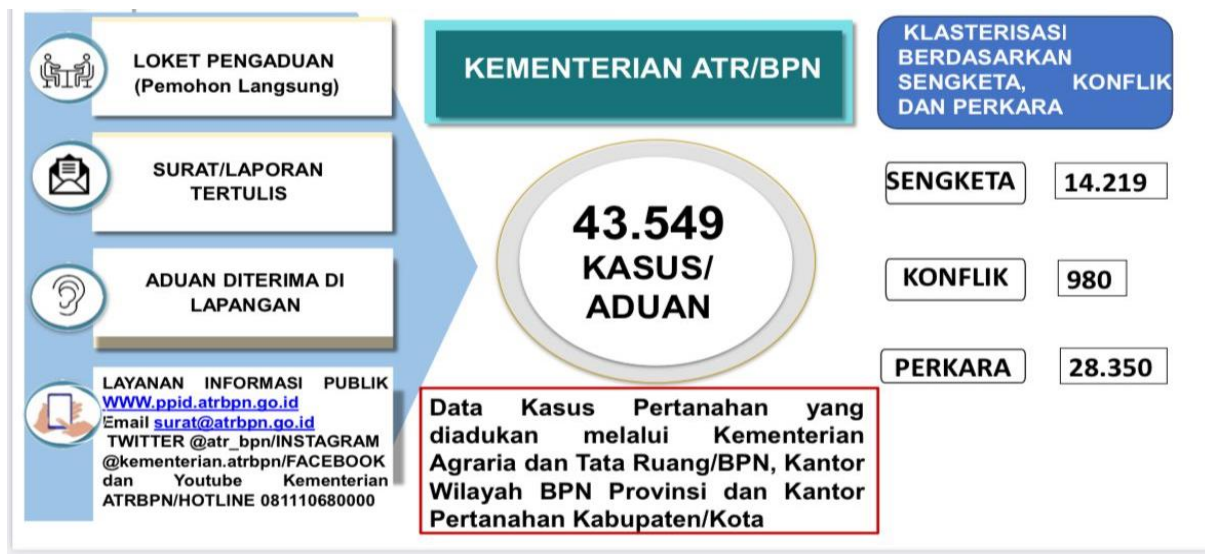 LOKET PENGADUAN
(Pemohon Langsung)
SURAT/LAPORAN
TERTULIS
ADUAN DITERIMA DI
LAPANGAN
LAYANAN INFORMASI PUBLIK
WWW.ppid.atrbpn.go.id
Email surat@atrbpn.go.id
TWITTER @atr_bpn/INSTAGRAM
@kementerian.atrbpn/FACEBOOK
dan Youtube Kementerian
ATRBPN/HOTLINE 081110680000
KEMENTERIAN ATR/BPN
43.549
KASUS/
ADUAN
Data Kasus Pertanahan yang
diadukan melalui Kementerian
Agraria dan Tata Ruang/BPN, Kantor
Wilayah BPN Provinsi dan Kantor
Pertanahan Kabupaten/Kota
KLASTERISASI
BERDASARKAN
SENGKETA, KONFLIK
DAN PERKARA
SENGKETA 14.219
KONFLIK 980
PERKARA 28.350